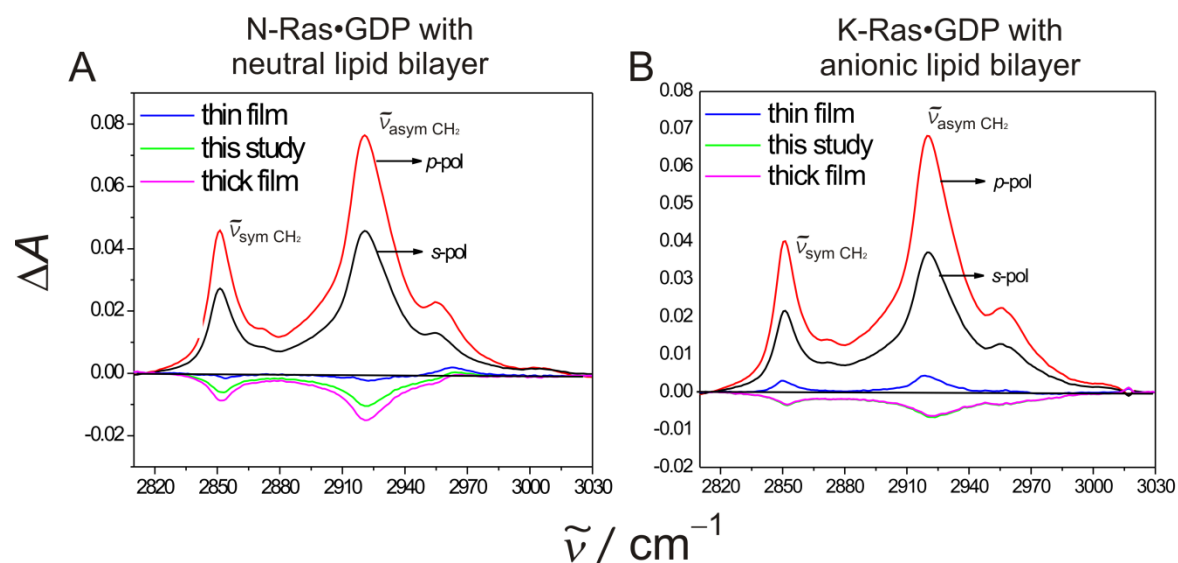 N-Ras•GDP with
neutral lipid bilayer
K-Ras•GDP with
anionic lipid bilayer
A
B
thin film
this study
thick film
ṽasym CH₂
p-pol
ṽsym CH₂
s-pol
0.08
0.06
0.04
0.02
0.00
-0.02
2820 2850 2880 2910 2940 2970 3000 3030
thin film
this study
thick film
ṽasym CH₂
p-pol
ṽsym CH₂
s-pol
0.08
0.07
0.06
0.05
0.04
0.03
0.02
0.01
0.00
-0.01
0.02
2820 2850 2880 2910 2940 2970 3000 3030
ΔA
ṽ / cm⁻¹